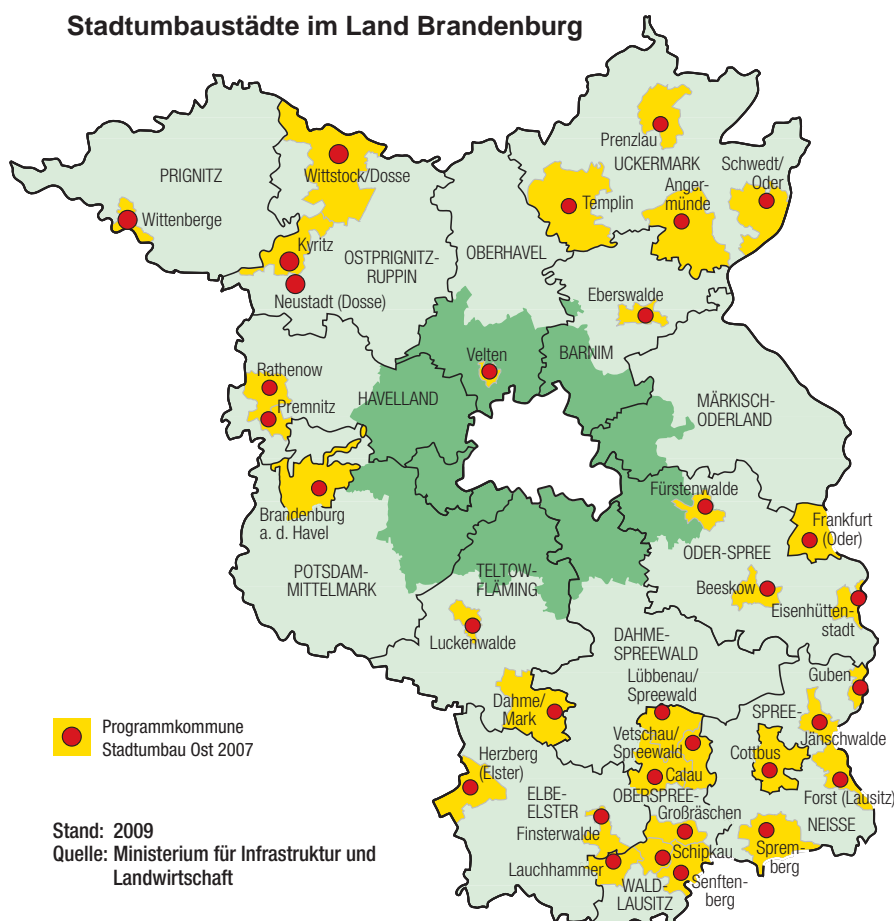 Stadtumbaustädte im Land Brandenburg
Prenzlau
UCKERMARK
Schwedt/
Oder
PRIGNITZ
Wittstock/Dosse
Templin
Anger-
münde
Wittenberge
Kyritz
OSTPRIGNITZ-
RUPPIN
OBERHAVEL
Neustadt (Dosse)
Eberswalde
Velten
BARNIM
Rathenow
HAVELLAND
Premnitz
MÄRKISCH-
ODERLAND
Fürstenwalde
Brandenburg
a. d. Havel
Frankfurt
(Oder)
ODER-SPREE
POTSDAM-
MITTELMARK
TELTOW-
FLÄMING
Beeskow
Eisenhütten-
stadt
Luckenwalde
DAHME-
SPREEWALD
Guben
Lübbenau/
Spreewald
Dahme/
Mark
SPREE-
Jänschwalde
Programmkommune
Stadtumbau Ost 2007
Vetschau/
Spreewald
Cottbus
Herzberg
(Elster)
Calau
Forst (Lausitz)
ELBE-
ELSTER
OBERSPREE-
Großräschen
NEISSE
Finsterwalde
Schipkau
Sprem-
berg
Lauchhammer
Senften-
berg
WALD-
LAUSITZ
Stand: 2009
Quelle: Ministerium für Infrastruktur und
Landwirtschaft